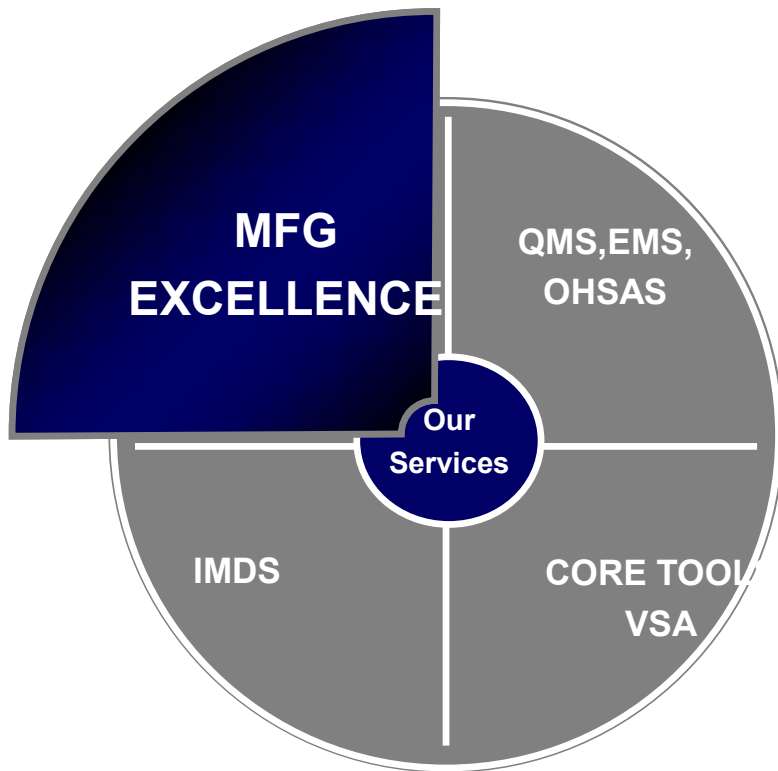 MFG
EXCELLENCE
QMS,EMS,
OHSAS
Our
Services
IMDS
CORE TOOL
VSA